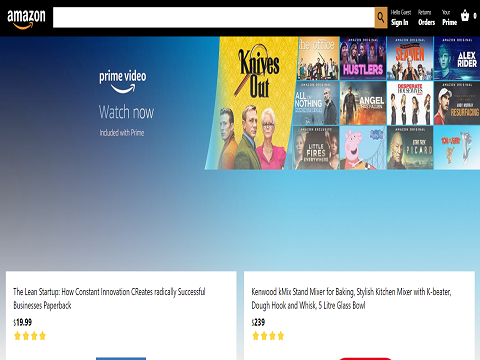 amazon
Hello Guest
Sign In
Returns
Orders
Your
Prime
0
prime video
Watch now
Included with Prime
Knives
Out
the office
AMAZON ORIGINAL
HUSTLERS
AMAZON ORIGINAL
ALEX
RIDER
ALL OR
NOTHING
ANGEL
HAS FALLEN
DESPERATE
HOUSEWIVES
ANDY MURRAY
RESURFACING
AMAZON EXCLUSIVE
LITTLE
FIRES
EVERYWHERE
AMAZON ORIGINAL
STAR TREK
PICARD
The Lean Startup: How Constant Innovation CReates radically Successful
Businesses Paperback
$19.99
Kenwood kMix Stand Mixer for Baking, Stylish Kitchen Mixer with K-beater,
Dough Hook and Whisk, 5 Litre Glass Bowl
$239